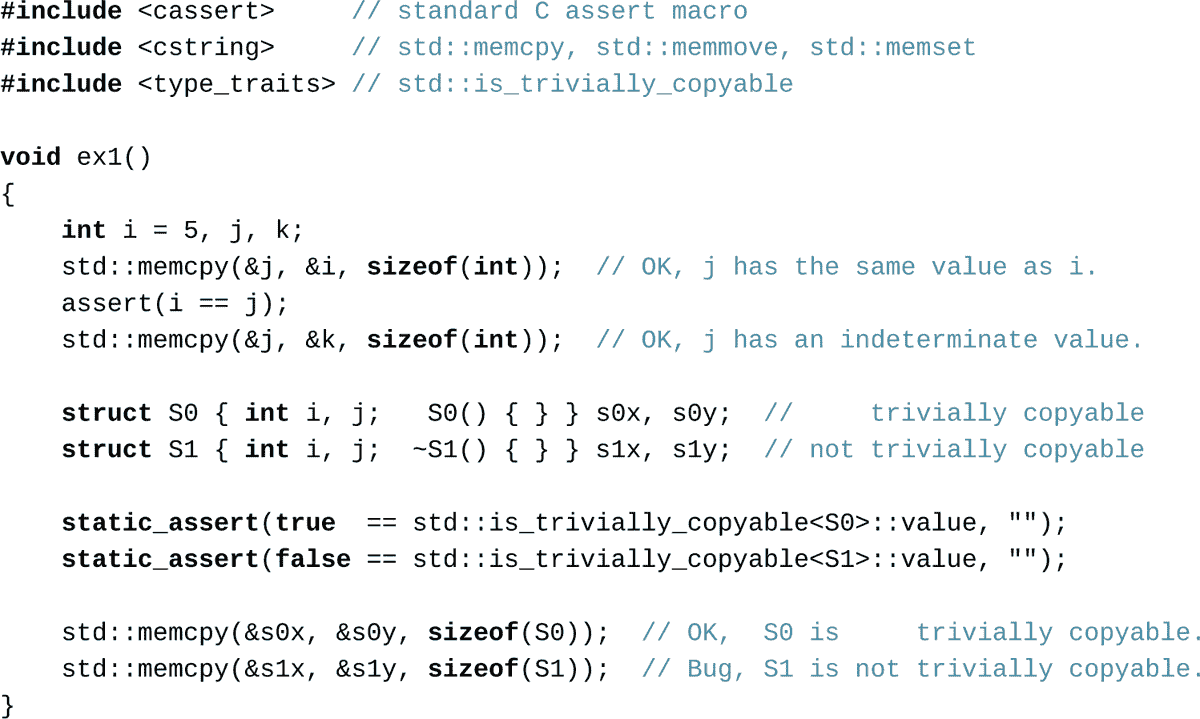 #include <cassert>     // standard C assert macro
#include <cstring>     // std::memcpy, std::memmove, std::memset
#include <type_traits> // std::is_trivially_copyable

void ex1()
{
    int i = 5, j, k;
    std::memcpy(&j, &i, sizeof(int));  // OK, j has the same value as i.
    assert(i == j);
    std::memcpy(&j, &k, sizeof(int));  // OK, j has an indeterminate value.

    struct S0 { int i, j;   S0() { } } s0x, s0y;  //     trivially copyable
    struct S1 { int i, j;  ~S1() { } } s1x, s1y;  // not trivially copyable

    static_assert(true  == std::is_trivially_copyable<S0>::value, "");
    static_assert(false == std::is_trivially_copyable<S1>::value, "");

    std::memcpy(&s0x, &s0y, sizeof(S0));  // OK,  S0 is     trivially copyable.
    std::memcpy(&s1x, &s1y, sizeof(S1));  // Bug, S1 is not trivially copyable.
}